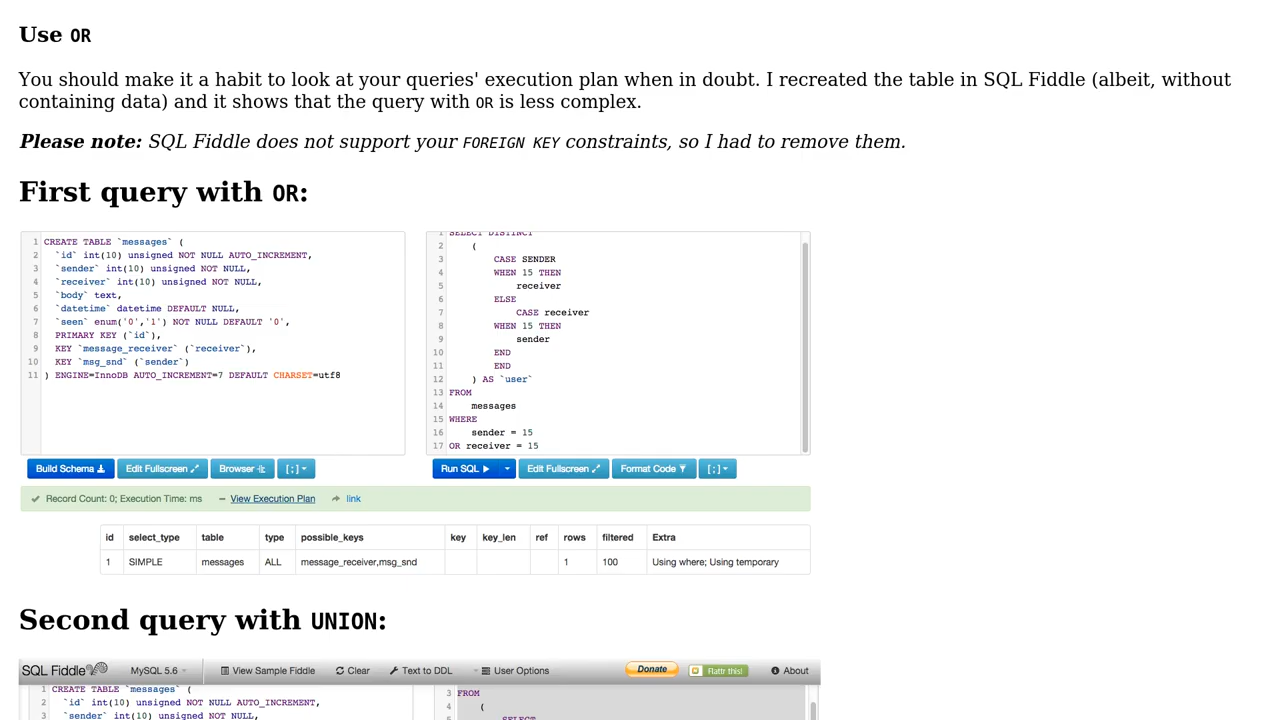 Use OR
You should make it a habit to look at your queries' execution plan when in doubt. I recreated the table in SQL Fiddle (albeit, without
containing data) and it shows that the query with OR is less complex.
Please note: SQL Fiddle does not support your FOREIGN KEY constraints, so I had to remove them.
First query with OR:
1 CREATE TABLE `messages` (
2 `id` int(10) unsigned NOT NULL AUTO_INCREMENT,
3 `sender` int(10) unsigned NOT NULL,
4 `receiver` int(10) unsigned NOT NULL,
5 `body` text,
6 `datetime` datetime DEFAULT NULL,
7 `seen` enum('0','1') NOT NULL DEFAULT '0',
8 PRIMARY KEY (`id`),
9 KEY `message_receiver` (`receiver`),
10 KEY `msg_snd` (`sender`)
11 ) ENGINE=InnoDB AUTO_INCREMENT=7 DEFAULT CHARSET=utf8
1 SELECT DISTINCT
2 (
3 CASE SENDER
4 WHEN 15 THEN
5 receiver
6 ELSE
7 CASE receiver
8 WHEN 15 THEN
9 sender
10 END
11 END
12 ) AS `user`
13 FROM
14 messages
15 WHERE
16 sender = 15
17 OR receiver = 15
Build Schema Edit Fullscreen Browser [ ; ]
Run SQL Edit Fullscreen Format Code [ ; ]
Record Count: 0; Execution Time: ms View Execution Plan link
id select_type table type possible_keys key key_len ref rows filtered Extra
1 SIMPLE messages ALL message_receiver,msg_snd 1 100 Using where; Using temporary
Second query with UNION:
SQL Fiddle MySQL 5.6 View Sample Fiddle Clear Text to DDL User Options Donate Flattr this! About
1 CREATE TABLE `messages` (
2 `id` int(10) unsigned NOT NULL AUTO_INCREMENT,
3 `sender` int(10) unsigned NOT NULL,
3 FROM
4 (
5 SELECT